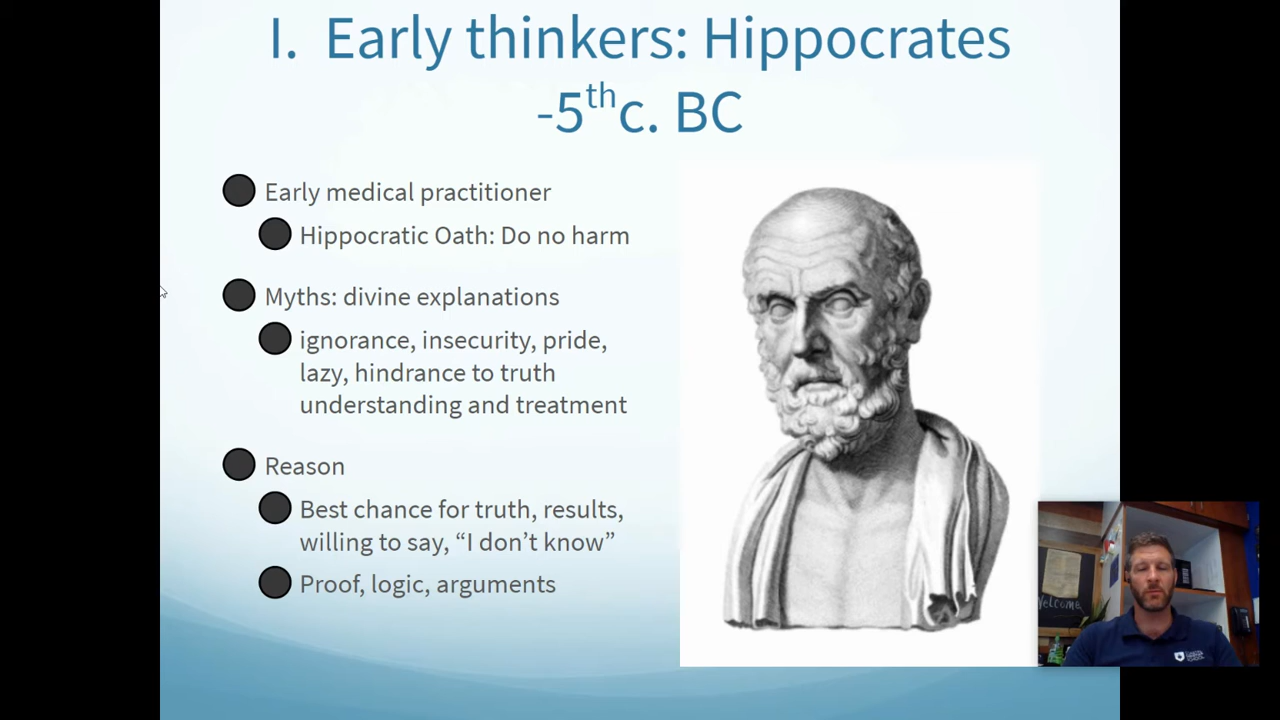 I. Early thinkers: Hippocrates
-5th c. BC
Early medical practitioner
Hippocratic Oath: Do no harm
Myths: divine explanations
ignorance, insecurity, pride,
lazy, hindrance to truth
understanding and treatment
Reason
Best chance for truth, results,
willing to say, “I don’t know”
Proof, logic, arguments
Welcome